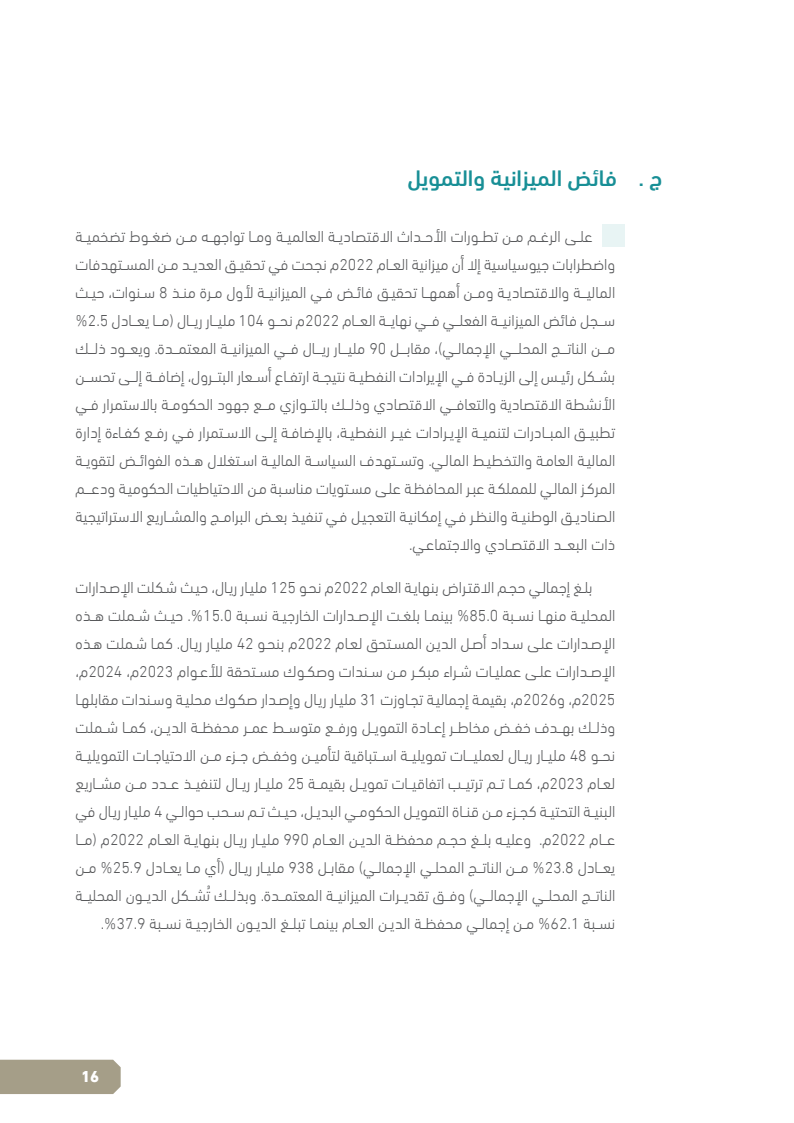 ج . فائض الميزانية والتمويل
على الرغم من تطورات الأحداث الاقتصادية العالمية وما تواجهه من ضغوط تضخمية
واضطرابات جيوسياسية إلا أن ميزانية العام 2022م نجحت في تحقيق العديد من المستهدفات
المالية والاقتصادية ومن أهمها تحقيق فائض في الميزانية لأول مرة منذ 8 سنوات، حيث
سجل فائض الميزانية الفعلي في نهاية العام 2022م نحو 104 مليار ريال (ما يعادل 2.5%
من الناتج المحلي الإجمالي)، مقابل 90 مليار ريال في الميزانية المعتمدة. ويعود ذلك
بشكل رئيس إلى الزيادة في الإيرادات النفطية نتيجة ارتفاع أسعار البترول، إضافة إلى تحسن
الأنشطة الاقتصادية والتعافي الاقتصادي وذلك بالتوازي مع جهود الحكومة بالاستمرار في
تطبيق المبادرات لتنمية الإيرادات غير النفطية، بالإضافة إلى الاستمرار في رفع كفاءة إدارة
المالية العامة والتخطيط المالي. وتستهدف السياسة المالية استغلال هذه الفوائض لتقوية
المركز المالي للمملكة عبر المحافظة على مستويات مناسبة من الاحتياطيات الحكومية ودعم
الصناديق الوطنية والنظر في إمكانية التعجيل في تنفيذ بعض البرامج والمشاريع الاستراتيجية
ذات البعد الاقتصادي والاجتماعي.
بلغ إجمالي حجم الاقتراض بنهاية العام 2022م نحو 125 مليار ريال، حيث شكلت الإصدارات
المحلية منها نسبة 85.0% بينما بلغت الإصدارات الخارجية نسبة 15.0%. حيث شملت هذه
الإصدارات على سداد أصل الدين المستحق لعام 2022م بنحو 42 مليار ريال. كما شملت هذه
الإصدارات على عمليات شراء مبكر من سندات وصكوك مستحقة للأعوام 2023م، 2024م،
2025م، و2026م، بقيمة إجمالية تجاوزت 31 مليار ريال وإصدار صكوك محلية وسندات مقابلها
وذلك بهدف خفض مخاطر إعادة التمويل ورفع متوسط عمر محفظة الدين، كما شملت
نحو 48 مليار ريال لعمليات تمويلية استباقية لتأمين وخفض جزء من الاحتياجات التمويلية
لعام 2023م، كما تم ترتيب اتفاقيات تمويل بقيمة 25 مليار ريال لتنفيذ عدد من مشاريع
البنية التحتية كجزء من قناة التمويل الحكومي البديل، حيث تم سحب حوالي 4 مليار ريال في
عام 2022م. وعليه بلغ حجم محفظة الدين العام 990 مليار ريال بنهاية العام 2022م (ما
يعادل 23.8% من الناتج المحلي الإجمالي) مقابل 938 مليار ريال (أي ما يعادل 25.9% من
الناتج المحلي الإجمالي) وفق تقديرات الميزانية المعتمدة. وبذلك تُشكل الديون المحلية
نسبة 62.1% من إجمالي محفظة الدين العام بينما تبلغ الديون الخارجية نسبة 37.9%.
16